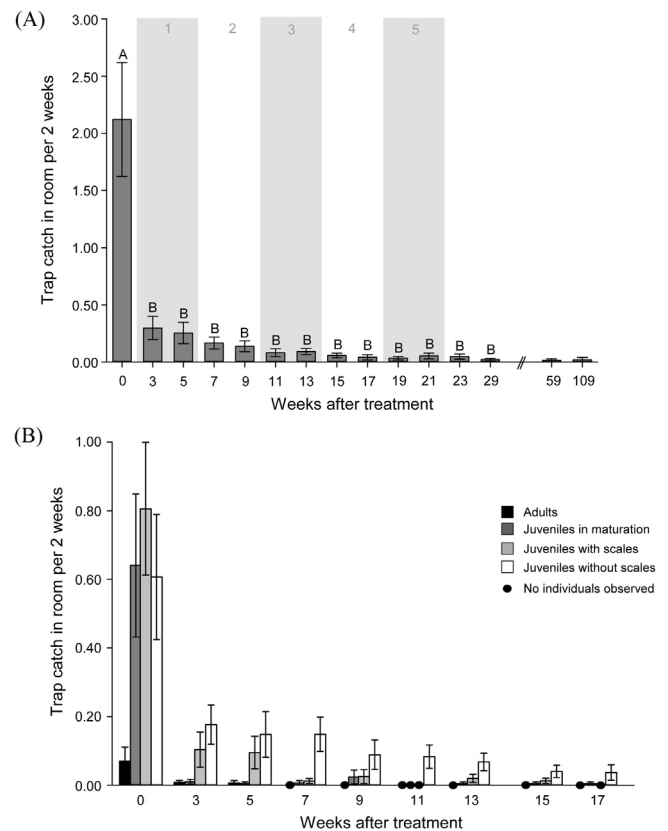 (A)
3.00
2.50
2.00
1.50
1.00
0.50
0.00
Trap catch in room per 2 weeks
1 2 3 4 5
A B B B B B B B B B B B B
0 3 5 7 9 11 13 15 17 19 21 23 29 // 59 109
Weeks after treatment
(B)
1.00
0.80
0.60
0.40
0.20
0.00
Trap catch in room per 2 weeks
Adults
Juveniles in maturation
Juveniles with scales
Juveniles without scales
No individuals observed
0 3 5 7 9 11 13 15 17
Weeks after treatment